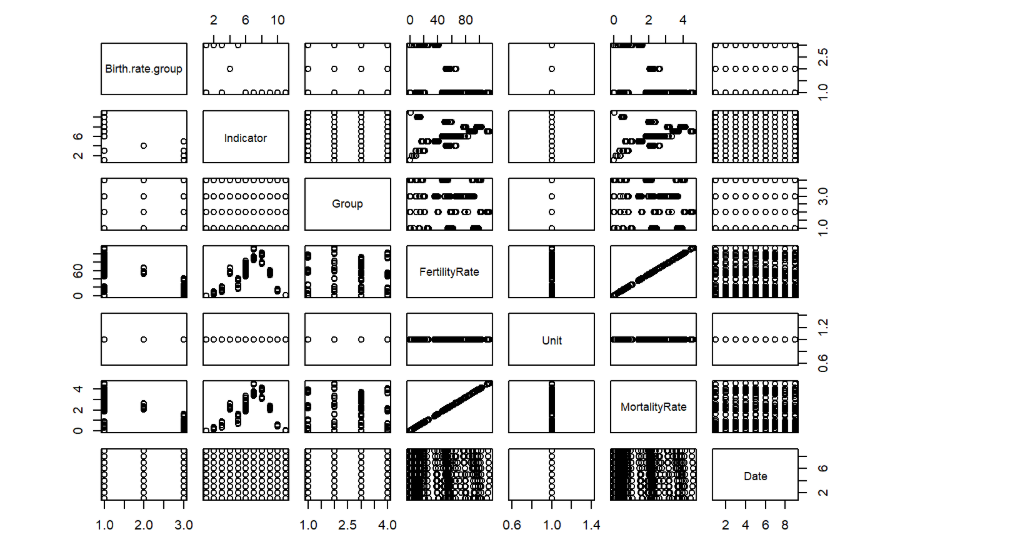 2 6 10 0 40 80 0 2 4
Birth.rate.group 1.0 2.5
2 6 Indicator
Group 1.0 3.0
0 60 FertilityRate
Unit 0.6 1.2
0 2 4 MortalityRate
Date 2 6
1.0 2.0 3.0 1.0 2.5 4.0 0.6 1.0 1.4 2 4 6 8